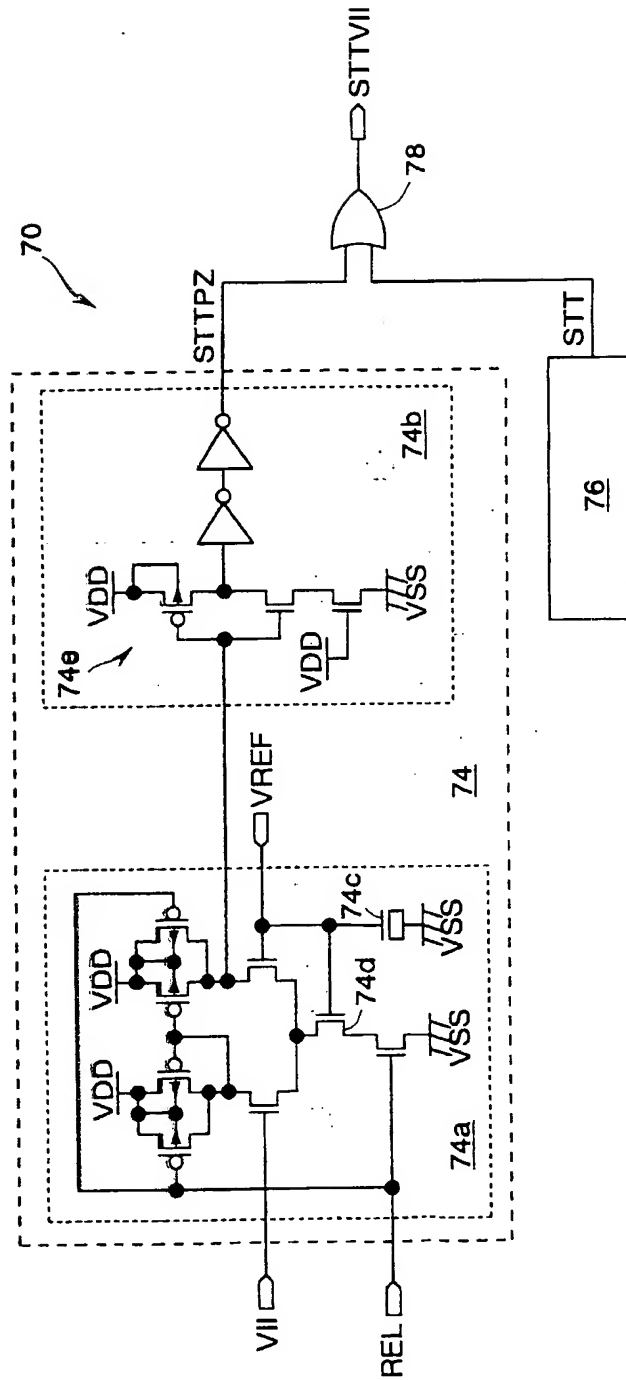 70
STTVII
78
STTPZ
STT
76
74b
74e
VDD
VDD
VSS
74
VREF
74c
74d
VSS
VSS
VDD
VDD
74a
VII
REL